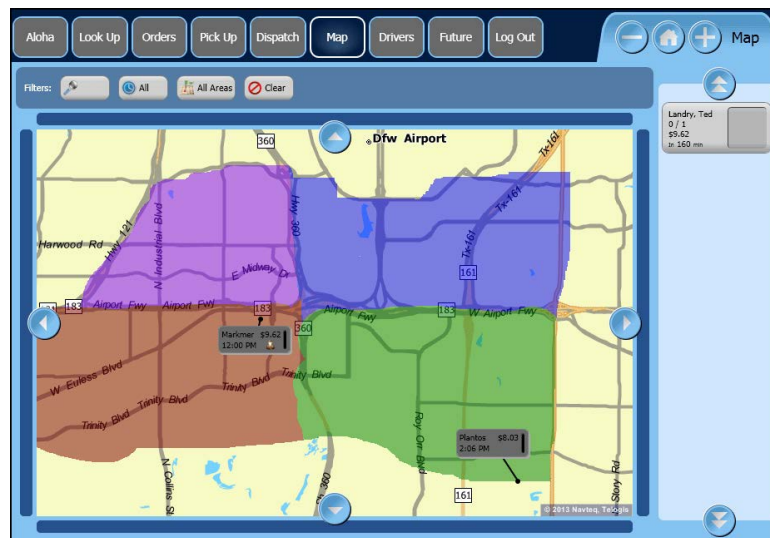 Aloha
Look Up
Orders
Pick Up
Dispatch
Map
Drivers
Future
Log Out
Map
Filters:
All
All Areas
Clear
Landry, Ted
0 / 1
$9.62
In 160 mn
360
Dfw Airport
Tx-161
Hwy 121
N Industrial Blvd
Hwy 360
Tx-161
Tx-161
Harwood Rd
E Midway Dr
161
183
Airport Fwy
Airport Fwy
183
Airport Fwy
183
W Airport Fwy
360
Markmer $9.62
12:00 PM
W Euless Blvd
Trinity Blvd
Trinity Blvd
Trinity Blvd
Trinity Blvd
Roy Orr Blvd
Plantos $8.03
2:06 PM
N Collins St
360
161
Story Rd
© 2013 Navteq, Telogis